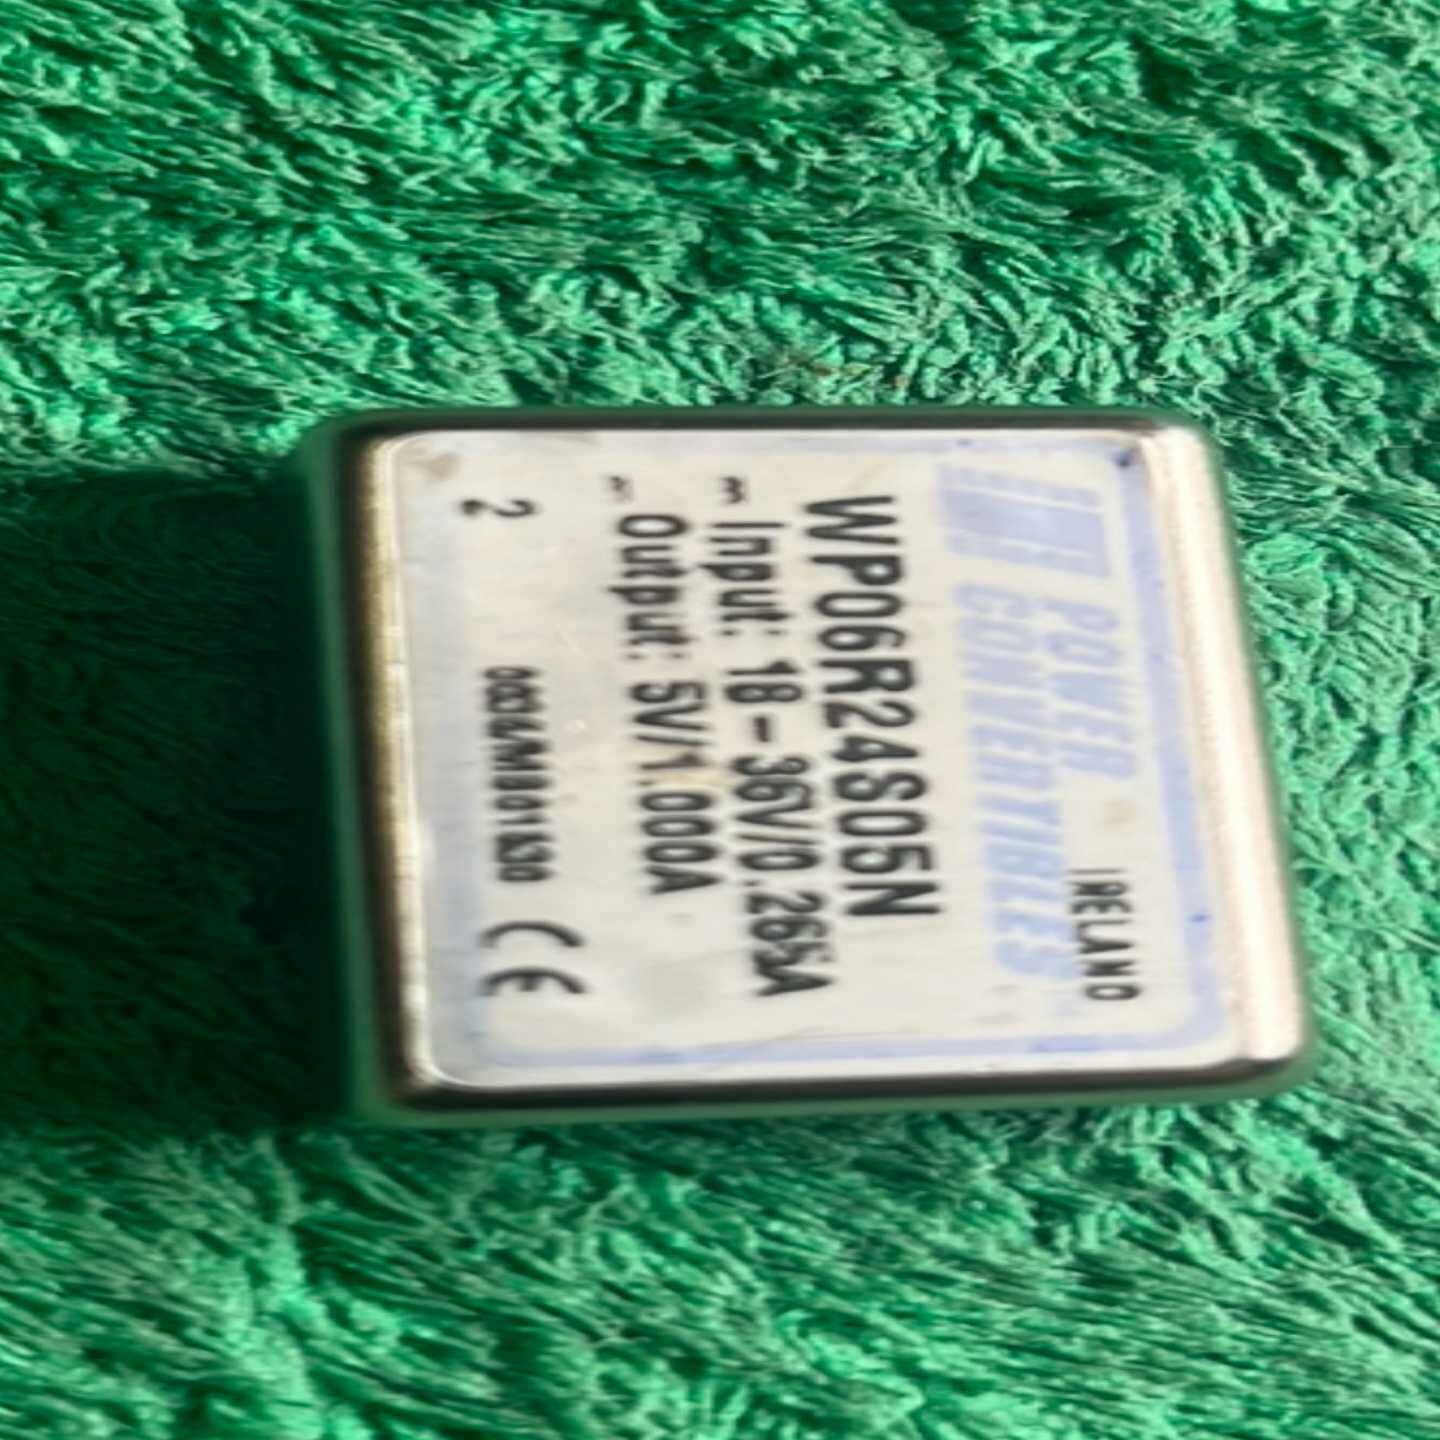 POWER
CONVERTIBLES
IRELAND
WP06R24S05N
Input: 18-36V/0.265A
Output: 5V/1.000A
2
CE